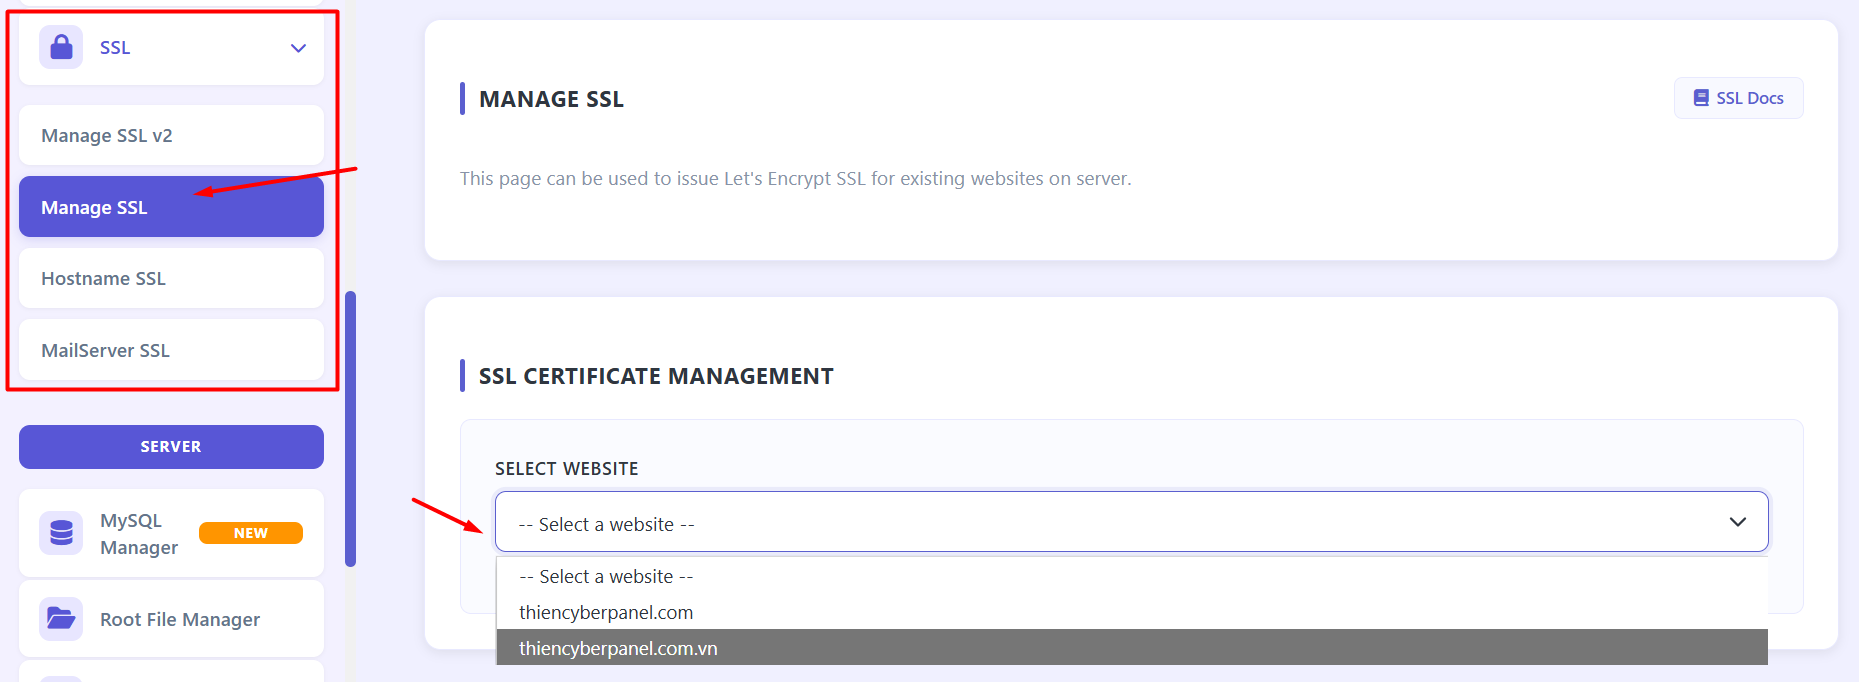 SSL
Manage SSL v2
Manage SSL
Hostname SSL
MailServer SSL
SERVER
MySQL
Manager
NEW
Root File Manager
MANAGE SSL
SSL Docs
This page can be used to issue Let's Encrypt SSL for existing websites on server.
SSL CERTIFICATE MANAGEMENT
SELECT WEBSITE
-- Select a website --
-- Select a website --
thiencyberpanel.com
thiencyberpanel.com.vn